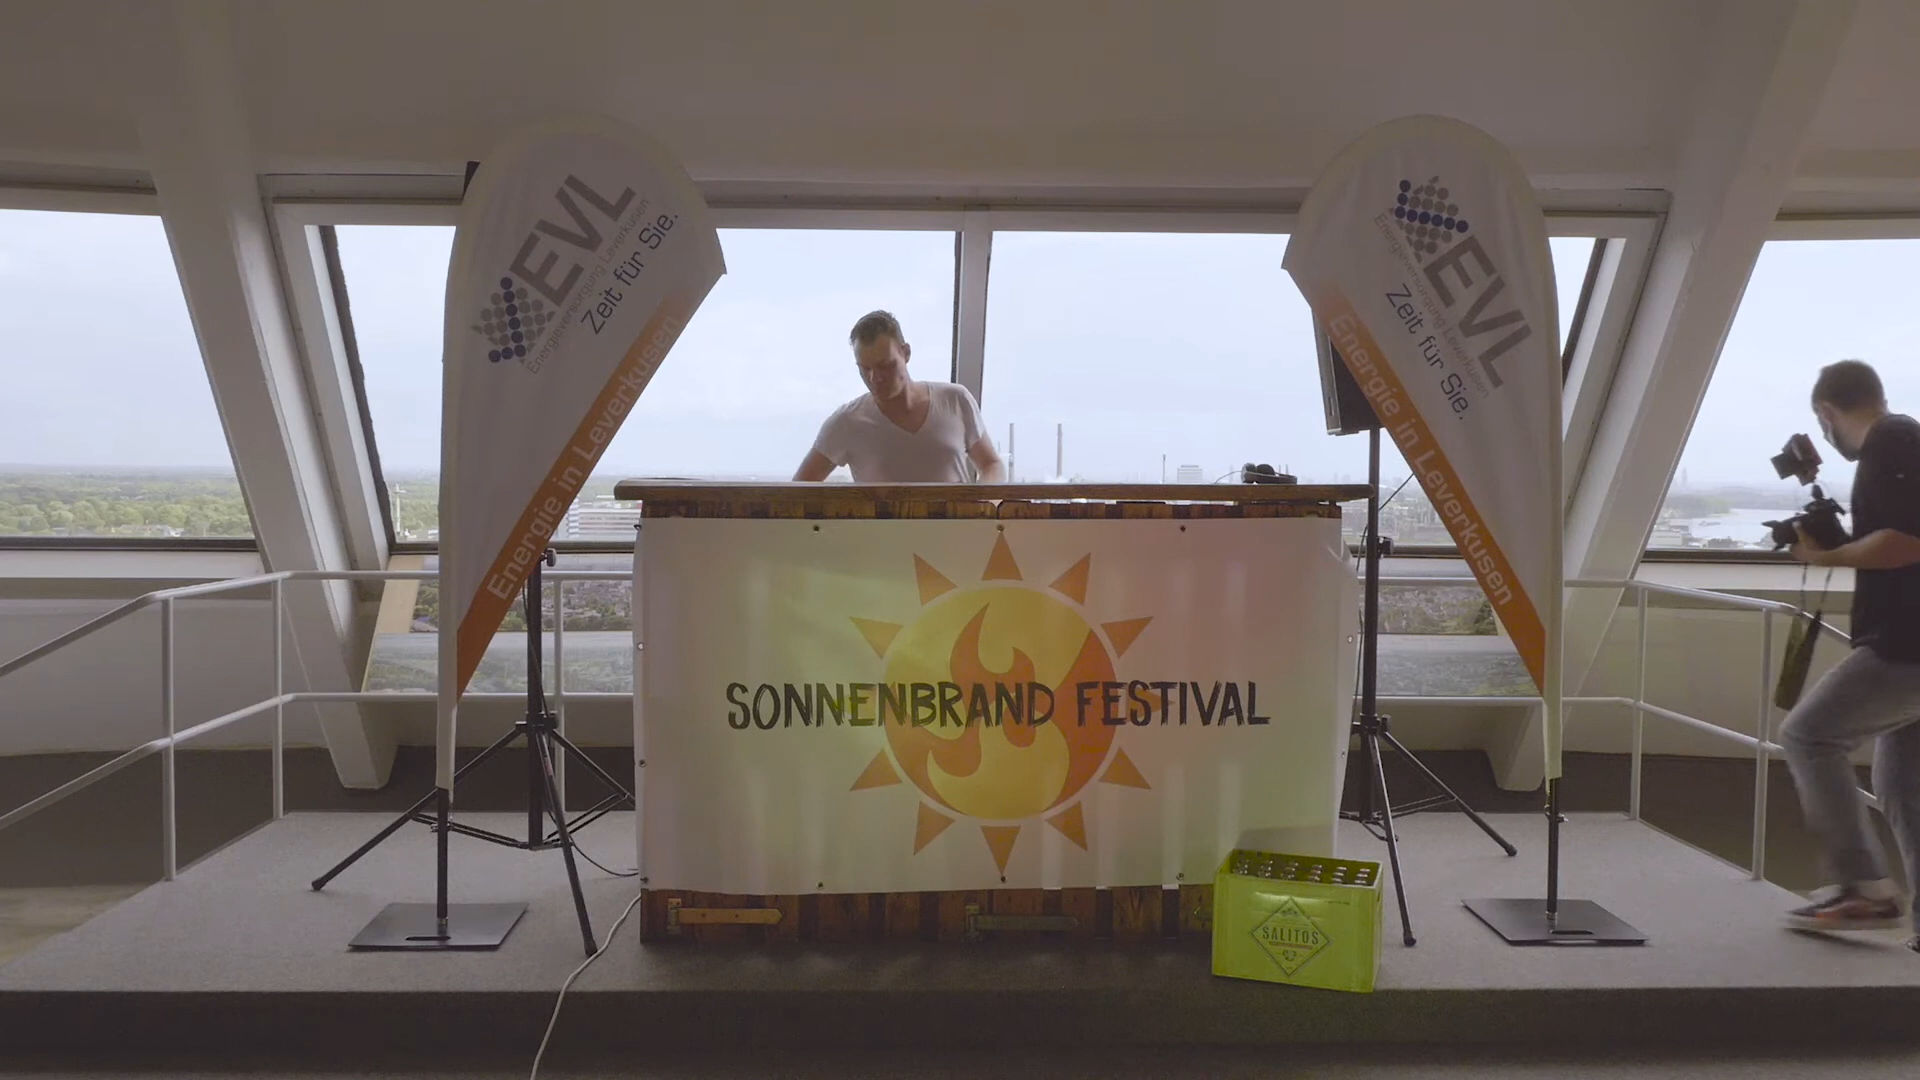 EVL
Energieversorgung Leverkusen
Zeit für Sie.
Energie in Leverkusen
EVL
Energieversorgung Leverkusen
Zeit für Sie.
Energie in Leverkusen
SONNENBRAND FESTIVAL
SALITOS